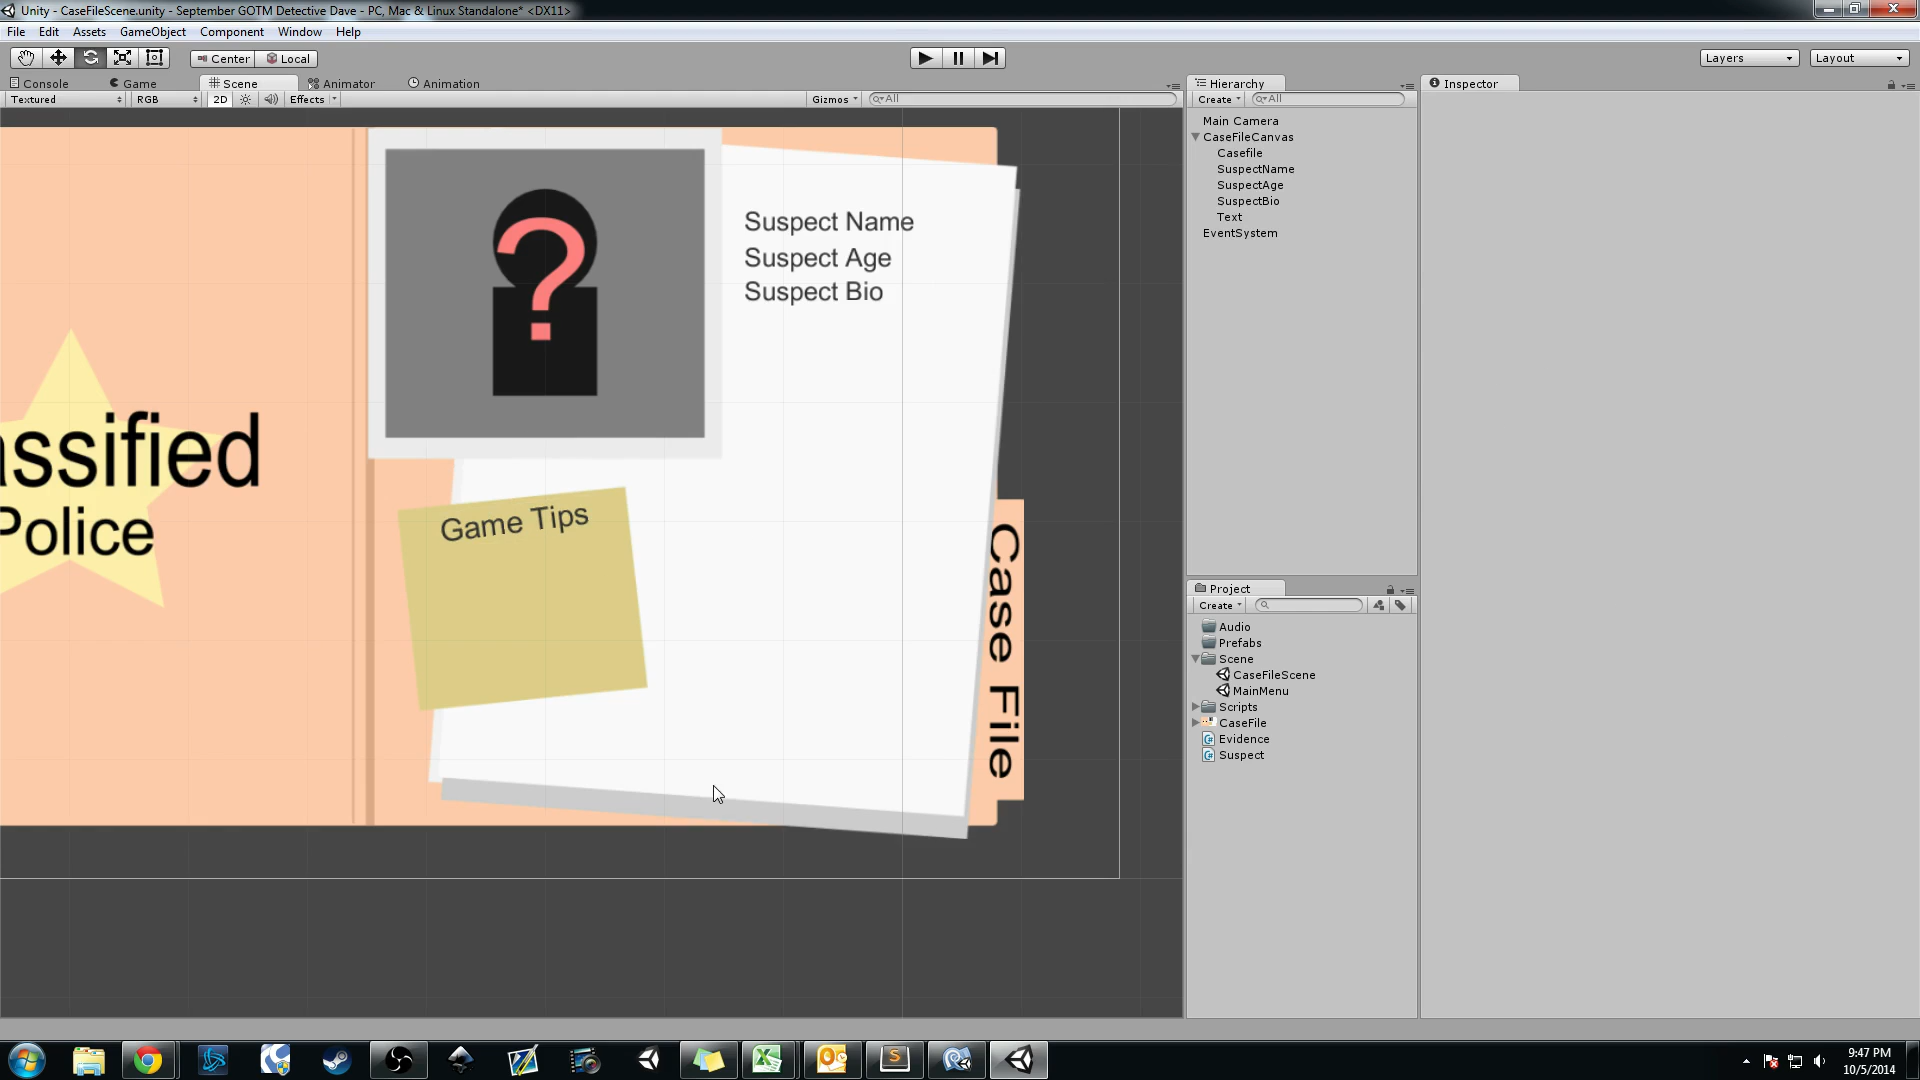 Unity - CaseFileScene.unity - September GOTM Detective Dave - PC, Mac & Linux Standalone* <DX11>
File Edit Assets GameObject Component Window Help
Center Local Layers Layout
Console Game Scene Animator Animation Hierarchy Inspector
Textured RGB 2D Effects Gizmos All Create All
Main Camera
CaseFileCanvas
Casefile
SuspectName
SuspectAge
SuspectBio
Text
EventSystem
?
Suspect Name
Suspect Age
Suspect Bio
assified
Police
Game Tips
Case File
Project
Create
Audio
Prefabs
Scene
CaseFileScene
MainMenu
Scripts
CaseFile
Evidence
Suspect
9:47 PM
10/5/2014